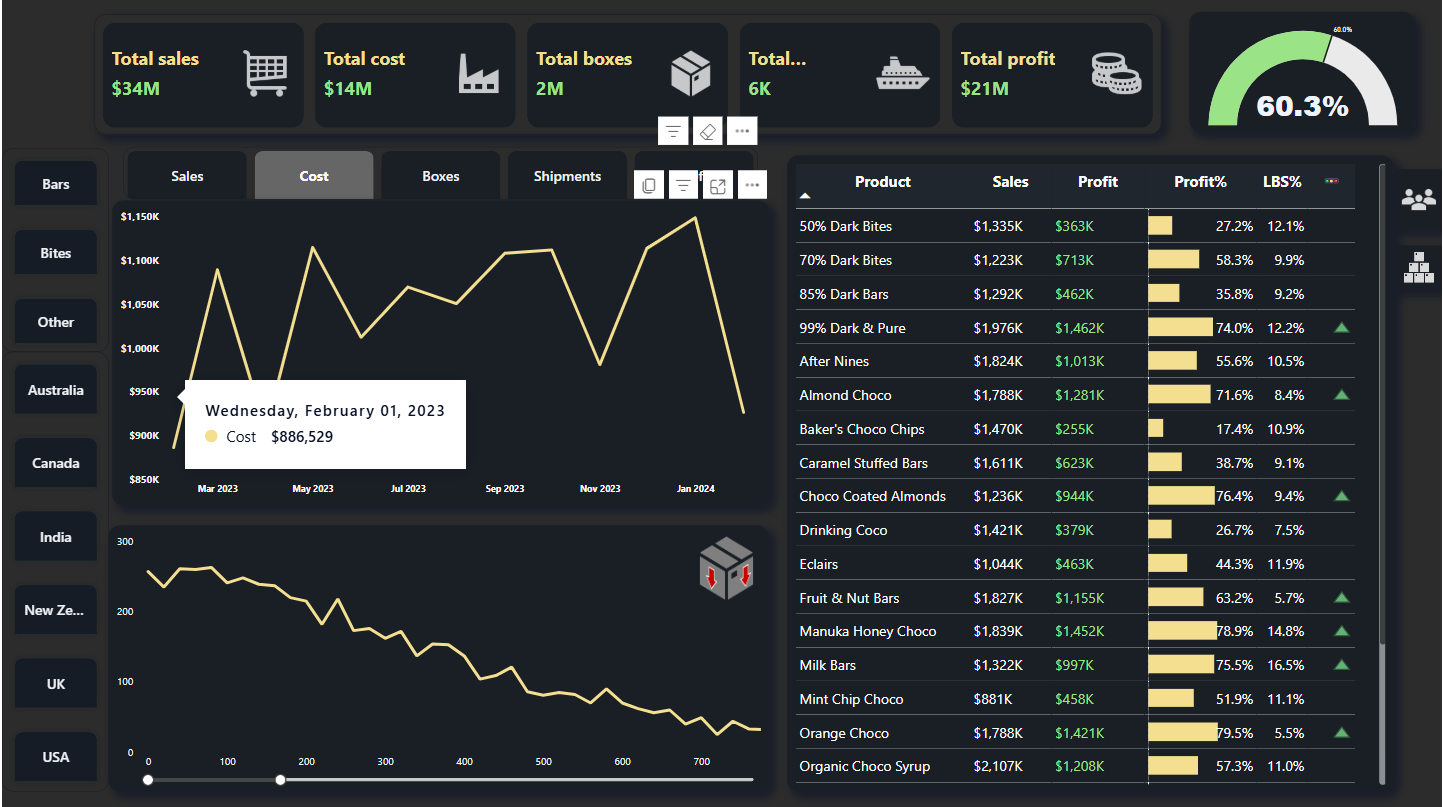 Total sales
$34M
Total cost
$14M
Total boxes
2M
Total...
6K
Total profit
$21M
60.0%
60.3%
Bars
Bites
Other
Australia
Canada
India
New Ze...
UK
USA
Sales
Cost
Boxes
Shipments
$1,150K
$1,100K
$1,050K
$1,000K
$950K
$900K
$850K
Wednesday, February 01, 2023
Cost $886,529
Mar 2023 May 2023 Jul 2023 Sep 2023 Nov 2023 Jan 2024
300
200
100
0
0 100 200 300 400 500 600 700
Product Sales Profit Profit% LBS%
50% Dark Bites $1,335K $363K 27.2% 12.1%
70% Dark Bites $1,223K $713K 58.3% 9.9%
85% Dark Bars $1,292K $462K 35.8% 9.2%
99% Dark & Pure $1,976K $1,462K 74.0% 12.2%
After Nines $1,824K $1,013K 55.6% 10.5%
Almond Choco $1,788K $1,281K 71.6% 8.4%
Baker's Choco Chips $1,470K $255K 17.4% 10.9%
Caramel Stuffed Bars $1,611K $623K 38.7% 9.1%
Choco Coated Almonds $1,236K $944K 76.4% 9.4%
Drinking Coco $1,421K $379K 26.7% 7.5%
Eclairs $1,044K $463K 44.3% 11.9%
Fruit & Nut Bars $1,827K $1,155K 63.2% 5.7%
Manuka Honey Choco $1,839K $1,452K 78.9% 14.8%
Milk Bars $1,322K $997K 75.5% 16.5%
Mint Chip Choco $881K $458K 51.9% 11.1%
Orange Choco $1,788K $1,421K 79.5% 5.5%
Organic Choco Syrup $2,107K $1,208K 57.3% 11.0%